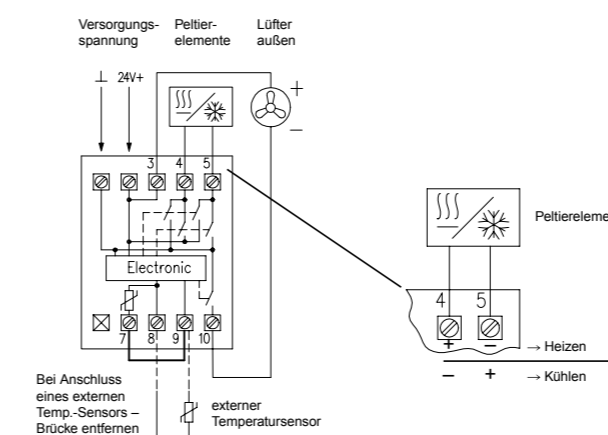 Versorgungs-
spannung
Peltier-
elemente
Lüfter
außen
⊥ 24V+
+
−
3 4 5
Electronic
7 8 9 10
Bei Anschluss
eines externen
Temp.-Sensors –
Brücke entfernen
externer
Temperatursensor
Peltiereleme
4 5
+ − → Heizen
− + → Kühlen